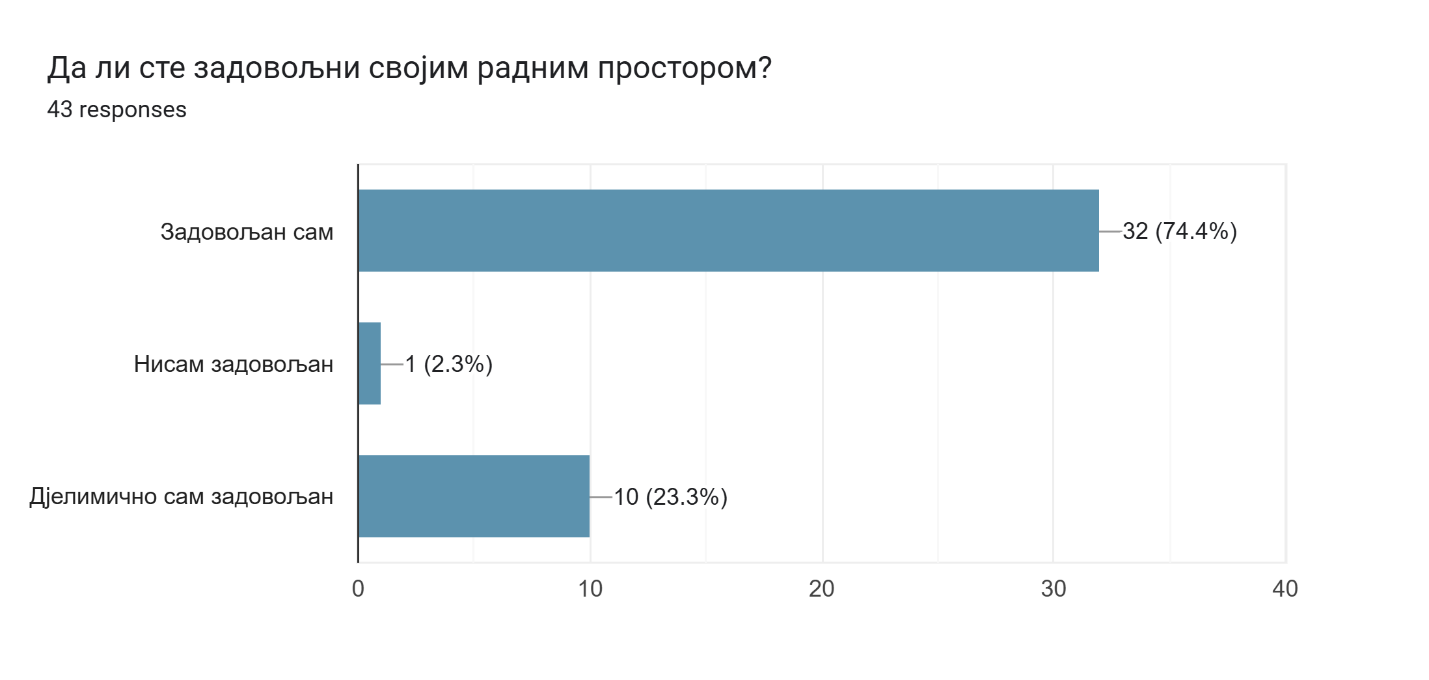 Да ли сте задовољни својим радним простором?
43 responses
Задовољан сам
32 (74.4%)
Нисам задовољан
1 (2.3%)
Дјелимично сам задовољан
10 (23.3%)
0 10 20 30 40